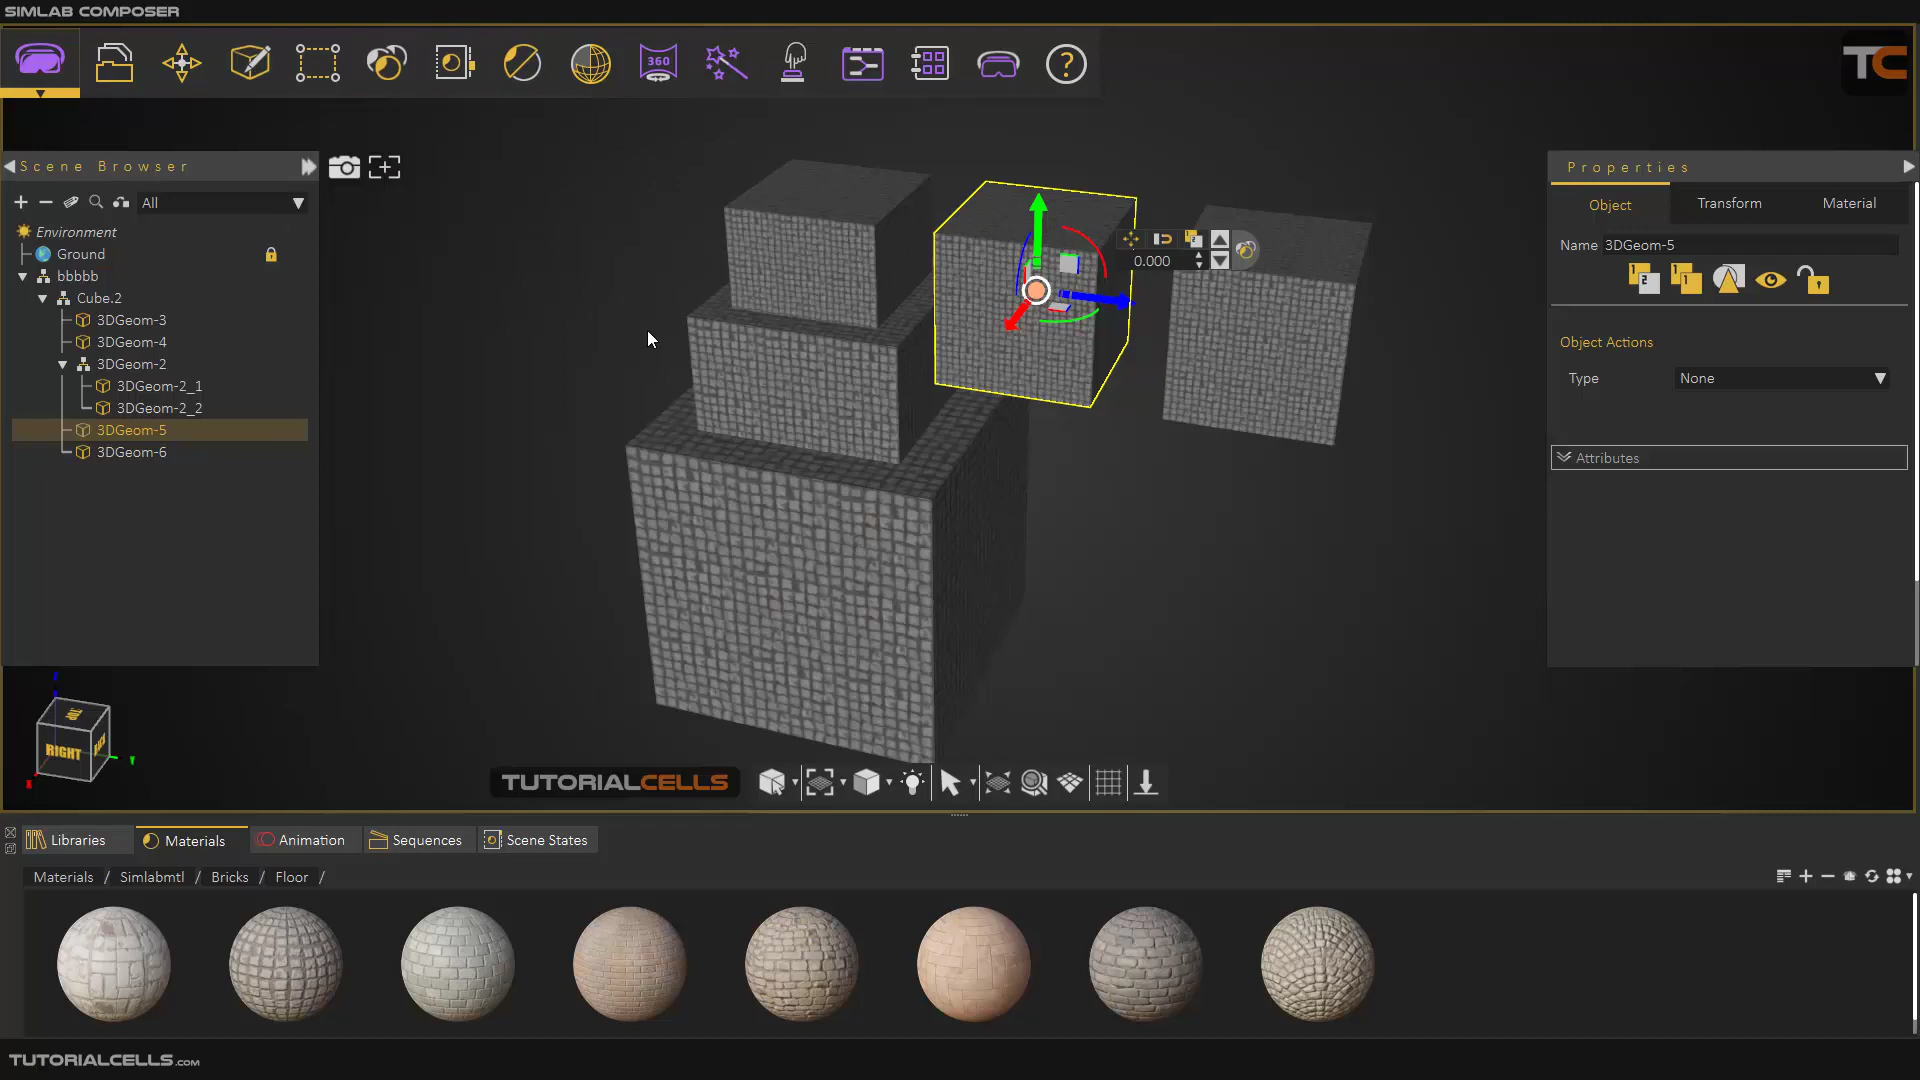 SIMLAB COMPOSER
360
?
TC
Scene Browser
All
Environment
Ground
bbbbb
Cube.2
3DGeom-3
3DGeom-4
3DGeom-2
3DGeom-2_1
3DGeom-2_2
3DGeom-5
3DGeom-6
0.000
Properties
Object Transform Material
Name 3DGeom-5
Object Actions
Type None
Attributes
RIGHT
TUTORIALCELLS
Libraries Materials Animation Sequences Scene States
Materials / Simlabmtl / Bricks / Floor /
TUTORIALCELLS.com